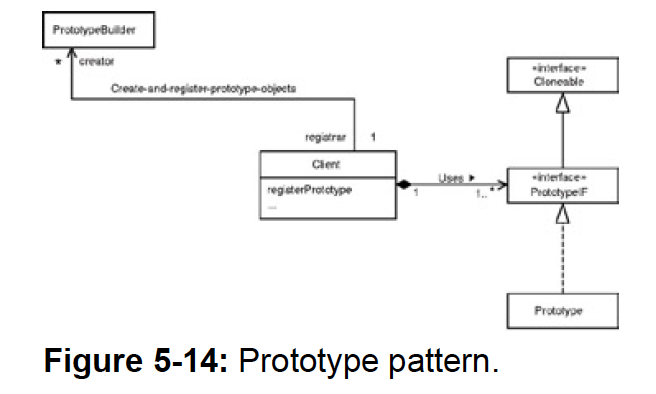 PrototypeBuilder
* creator
Create-and-register-prototype-objects
registrar 1
Client
registerPrototype
...
Uses
1
1..*
«interface»
Cloneable
«interface»
PrototypeIF
Prototype
Figure 5-14: Prototype pattern.